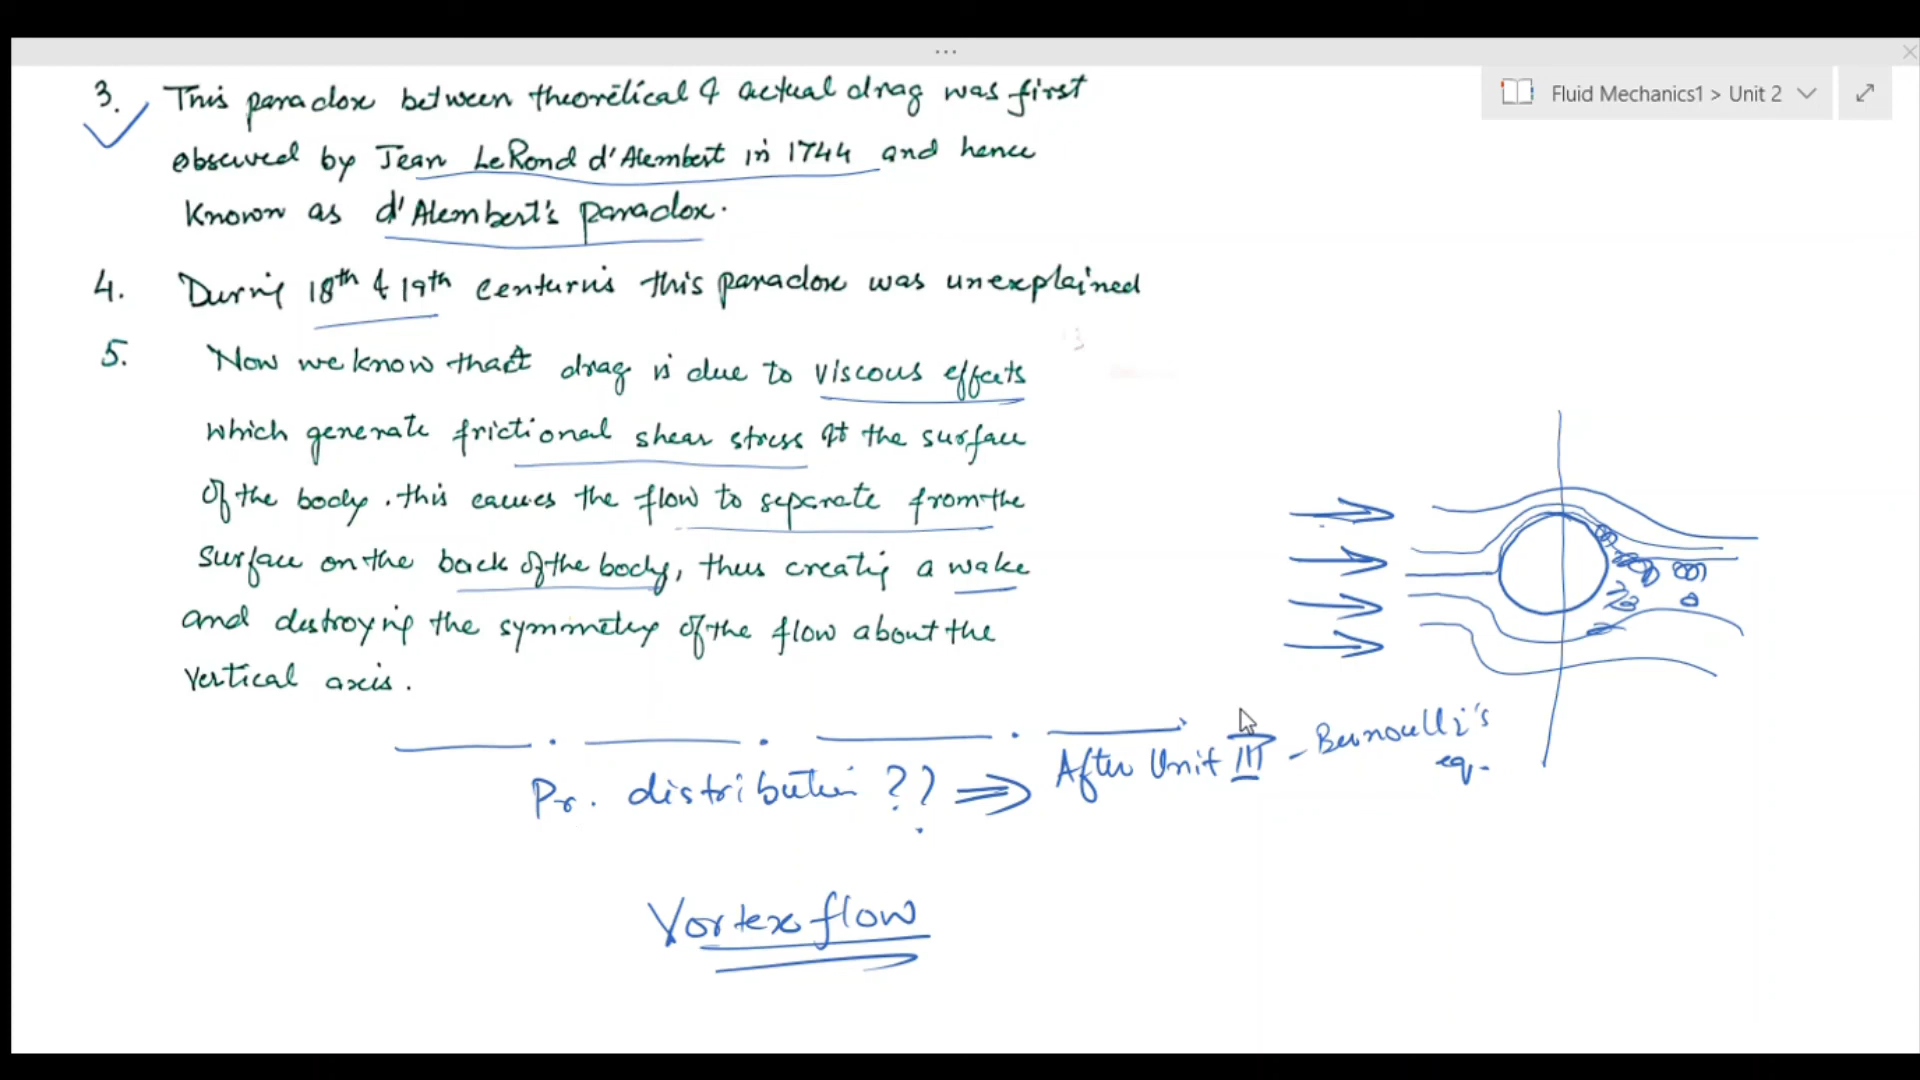 Fluid Mechanics1 > Unit 2
3. This paradox between theoretical & actual drag was first
observed by Jean LeRond d'Alembert in 1744 and hence
Known as d'Alembert's paradox.
4. During 18th & 19th centuries this paradox was unexplained
5. Now we know that drag is due to viscous effects
which generate frictional shear stress at the surface
of the body. this causes the flow to separate from the
surface on the back of the body, thus creating a wake
and destroying the symmetry of the flow about the
Vertical axis.
After Unit III - Bernoulli's
eq.
Pr. distribution ?? ⇒
Vortex flow